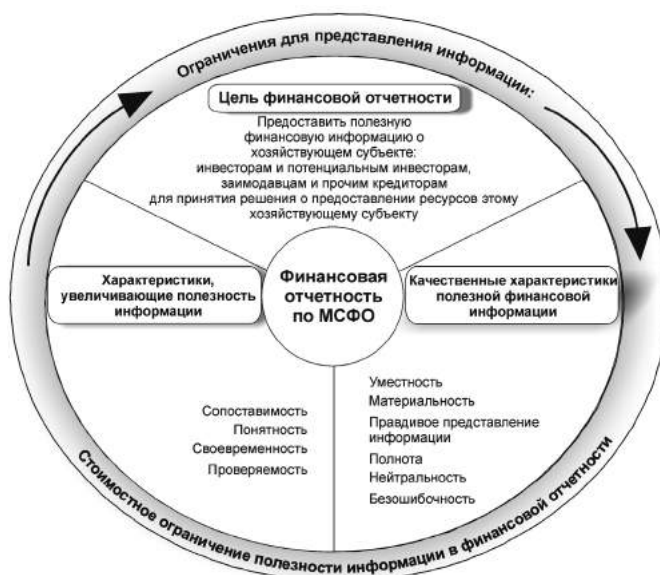 Ограничения для представления информации:
Цель финансовой отчетности
Предоставить полезную
финансовую информацию о
хозяйствующем субъекте:
инвесторам и потенциальным инвесторам,
заимодавцам и прочим кредиторам
для принятия решения о предоставлении ресурсов этому
хозяйствующему субъекту
Характеристики,
увеличивающие полезность
информации
Финансовая
отчетность
по МСФО
Качественные характеристики
полезной финансовой
информации
Сопоставимость
Понятность
Своевременность
Проверяемость
Уместность
Материальность
Правдивое представление
информации
Полнота
Нейтральность
Безошибочность
Стоимостное ограничение полезности информации в финансовой отчетности